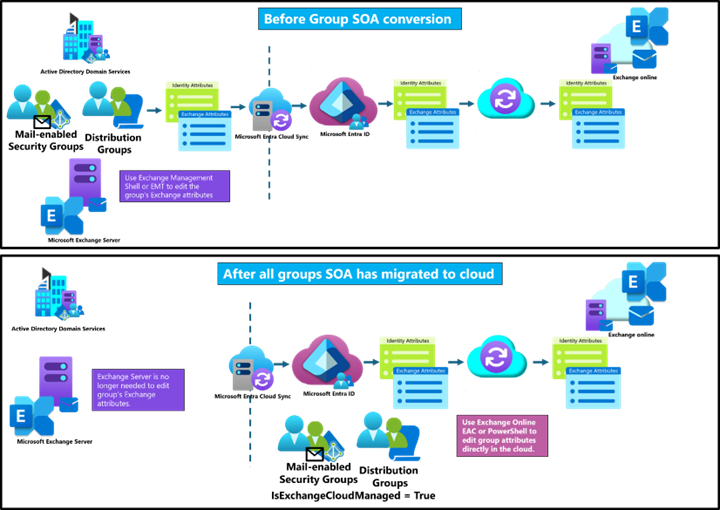 Before Group SOA conversion
Active Directory Domain Services
Exchange online
Identity Attributes
Exchange Attributes
Microsoft Entra Cloud Sync
Microsoft Entra ID
Identity Attributes
Exchange Attributes
Identity Attributes
Exchange Attributes
Mail-enabled
Security Groups
Distribution
Groups
Use Exchange Management
Shell or EMT to edit the
group's Exchange attributes
E
E
Microsoft Exchange Server
After all groups SOA has migrated to cloud
Active Directory Domain Services
E
Exchange online
Identity Attributes
Exchange Attributes
Identity Attributes
Exchange Attributes
Exchange Server is no
longer needed to edit
group's Exchange
attributes.
E
Microsoft Exchange Server
Microsoft Entra Cloud Sync
Microsoft Entra ID
Use Exchange Online
EAC or PowerShell to
edit group attributes
directly in the cloud.
Mail-enabled
Security Groups
Distribution
Groups
IsExchangeCloudManaged = True